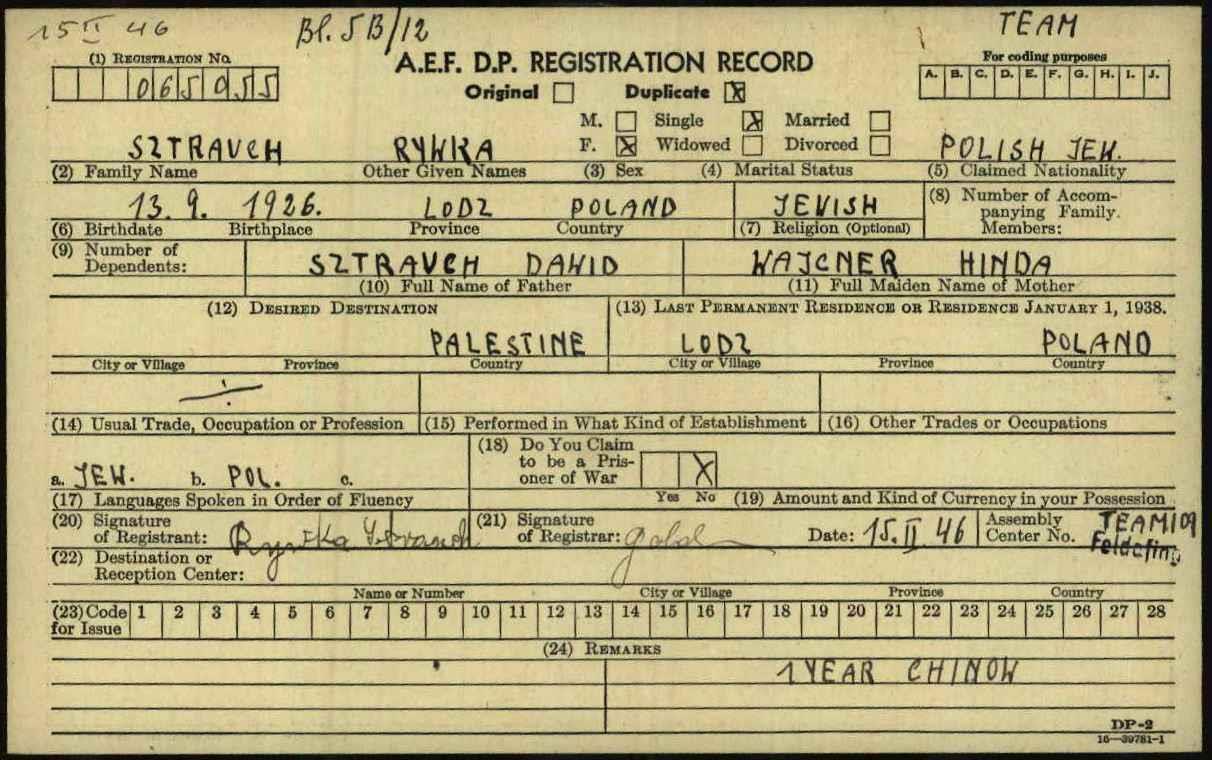 15 II 46 Bl. 5B/12 TEAM
(1) REGISTRATION No. A.E.F. D.P. REGISTRATION RECORD For coding purposes
065955 Original Duplicate X A. B. C. D. E. F. G. H. I. J.
M. Single X Married
SZTRAUCH RYWKA F. X Widowed Divorced POLISH JEW.
(2) Family Name Other Given Names (3) Sex (4) Marital Status (5) Claimed Nationality
13. 9. 1926. LODZ POLAND JEVISH (8) Number of Accompanying Family Members:
(6) Birthdate Birthplace Province Country (7) Religion (Optional)
(9) Number of Dependents: SZTRAUCH DAWID WAJCNER HINDA
(10) Full Name of Father (11) Full Maiden Name of Mother
(12) DESIRED DESTINATION (13) LAST PERMANENT RESIDENCE OR RESIDENCE JANUARY 1, 1938.
PALESTINE LODZ POLAND
City or Village Province Country City or Village Province Country
(14) Usual Trade, Occupation or Profession (15) Performed in What Kind of Establishment (16) Other Trades or Occupations
a. JEW. b. POL. c. (18) Do You Claim to be a Prisoner of War X
(17) Languages Spoken in Order of Fluency Yes No (19) Amount and Kind of Currency in your Possession
(20) Signature of Registrant: Rywka (21) Signature of Registrar: Date: 15. II 46 Assembly Center No. TEAM 109 Feldafing
(22) Destination or Reception Center:
Name or Number City or Village Province Country
(23) Code for Issue 1 2 3 4 5 6 7 8 9 10 11 12 13 14 15 16 17 18 19 20 21 22 23 24 25 26 27 28
(24) REMARKS
1 YEAR CHINOW
DP-2
16—39781-1